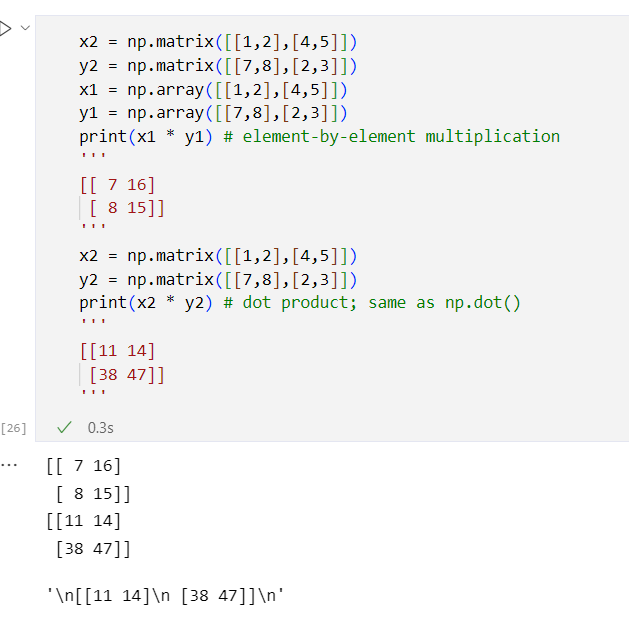 x2 = np.matrix([[1,2],[4,5]])
y2 = np.matrix([[7,8],[2,3]])
x1 = np.array([[1,2],[4,5]])
y1 = np.array([[7,8],[2,3]])
print(x1 * y1) # element-by-element multiplication
'''
[[ 7 16]
 [ 8 15]]
'''
x2 = np.matrix([[1,2],[4,5]])
y2 = np.matrix([[7,8],[2,3]])
print(x2 * y2) # dot product; same as np.dot()
'''
[[11 14]
 [38 47]]
'''
[26] ✓ 0.3s
... [[ 7 16]
 [ 8 15]]
[[11 14]
 [38 47]]
'\n[[11 14]\n [38 47]]\n'